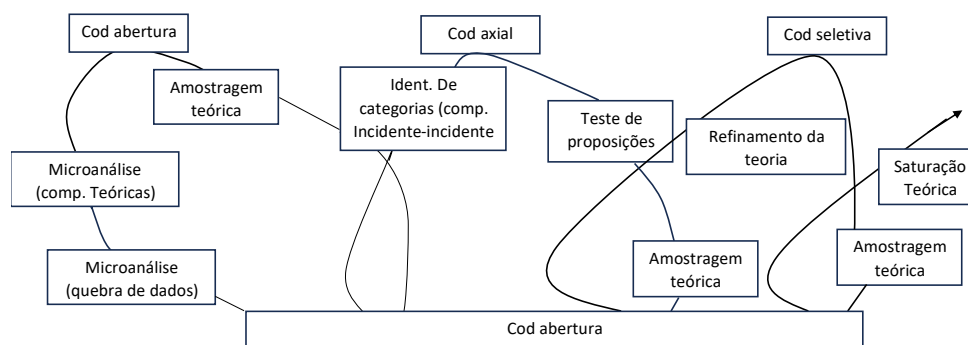 Cod abertura
Amostragem
teórica
Microanálise
(comp. Teóricas)
Microanálise
(quebra de dados)
Cod axial
Ident. De
categorias (comp.
Incidente-incidente
Teste de
proposições
Amostragem
teórica
Cod seletiva
Refinamento da
teoria
Saturação
Teórica
Amostragem
teórica
Cod abertura